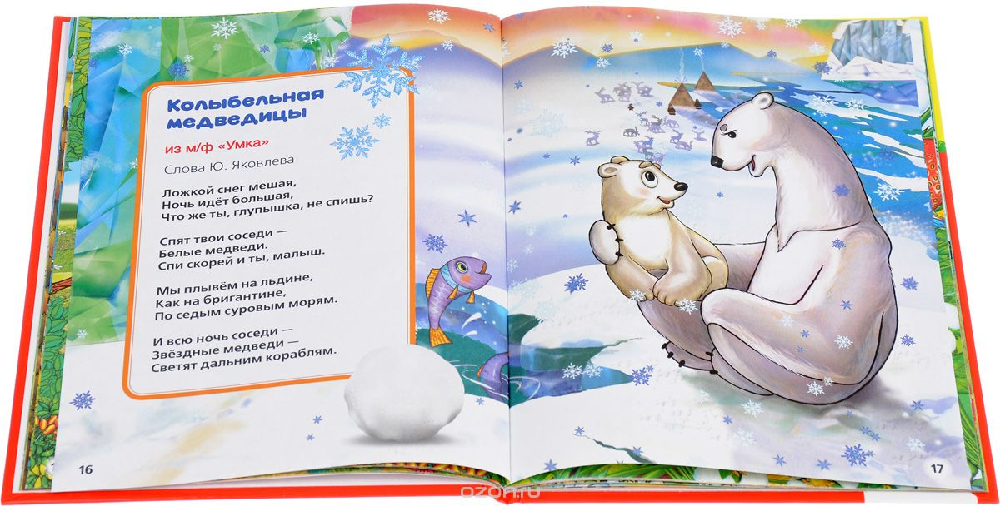 Колыбельная
медведицы
из м/ф «Умка»
Слова Ю. Яковлева
Ложкой снег мешая,
Ночь идёт большая,
Что же ты, глупышка, не спишь?
Спят твои соседи —
Белые медведи.
Спи скорей и ты, малыш.
Мы плывём на льдине,
Как на бригантине,
По седым суровым морям.
И всю ночь соседи —
Звёздные медведи —
Светят дальним кораблям.
16
17
ozon.ru